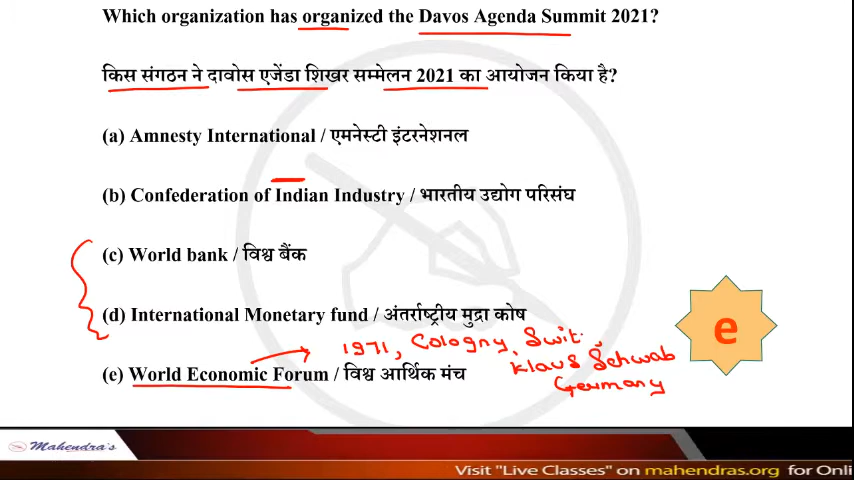 Which organization has organized the Davos Agenda Summit 2021?
किस संगठन ने दावोस एजेंडा शिखर सम्मेलन 2021 का आयोजन किया है?
(a) Amnesty International / एमनेस्टी इंटरनेशनल
(b) Confederation of Indian Industry / भारतीय उद्योग परिसंघ
(c) World bank / विश्व बैंक
(d) International Monetary fund / अंतर्राष्ट्रीय मुद्रा कोष
1971, Cologny, Swit.
Klaus Schwab
(e) World Economic Forum / विश्व आर्थिक मंच
Germany
e
Mahendra's
Visit "Live Classes" on mahendras.org for Onli